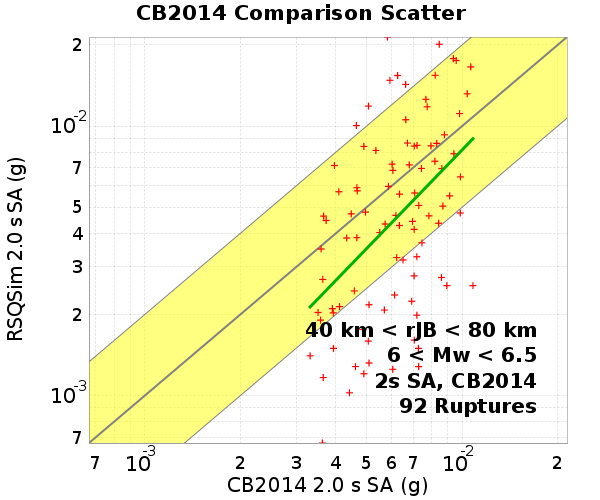 CB2014 Comparison Scatter
RSQSim 2.0 s SA (g)
2
10-2
7
5
4
3
2
10-3
7
40 km < rJB < 80 km
6 < Mw < 6.5
2s SA, CB2014
92 Ruptures
7 10-3 2 3 4 5 6 7 10-2 2
CB2014 2.0 s SA (g)